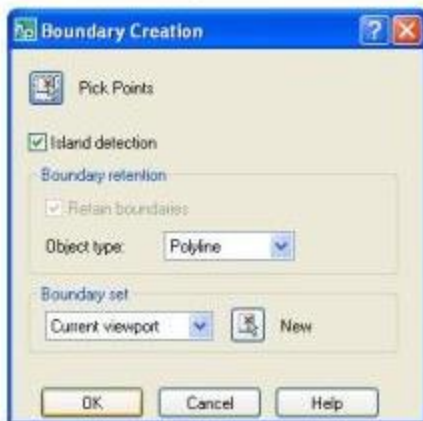 Boundary Creation
Pick Points
Island detection
Boundary retention
Retain boundaries
Object type: Polyline
Boundary set
Current viewport New
OK Cancel Help